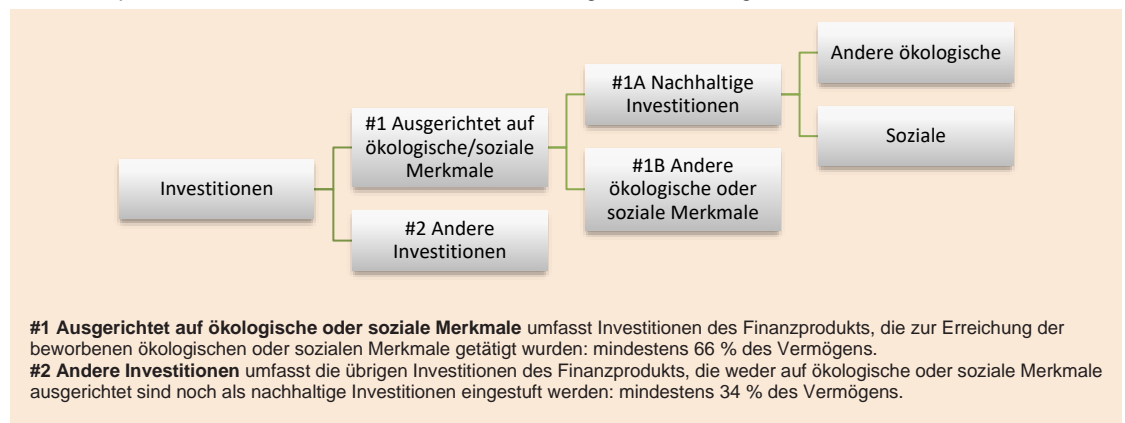 Andere ökologische
#1A Nachhaltige
Investitionen
#1 Ausgerichtet auf
ökologische/soziale
Merkmale
Soziale
Investitionen
#1B Andere
ökologische oder
soziale Merkmale
#2 Andere
Investitionen
#1 Ausgerichtet auf ökologische oder soziale Merkmale umfasst Investitionen des Finanzprodukts, die zur Erreichung der
beworbenen ökologischen oder sozialen Merkmale getätigt wurden: mindestens 66 % des Vermögens.
#2 Andere Investitionen umfasst die übrigen Investitionen des Finanzprodukts, die weder auf ökologische oder soziale Merkmale
ausgerichtet sind noch als nachhaltige Investitionen eingestuft werden: mindestens 34 % des Vermögens.